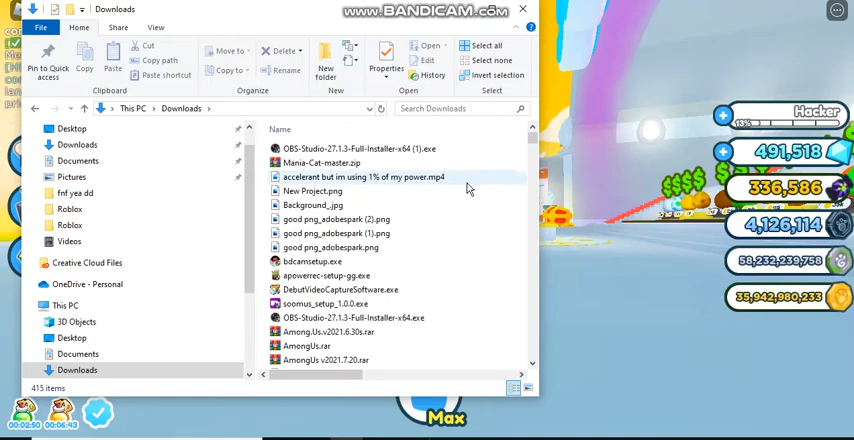 Downloads
WWW.BANDICAM.COM
File
Home
Share
View
Pin to Quick access
Copy
Paste
Cut
Copy path
Paste shortcut
Clipboard
Move to
Copy to
Delete
Rename
Organize
New folder
New
Properties
Open
Edit
History
Open
Select all
Select none
Invert selection
Select
This PC
Downloads
Search Downloads
Desktop
Downloads
Documents
Pictures
fnf yea dd
Roblox
Roblox
Videos
Creative Cloud Files
OneDrive - Personal
This PC
3D Objects
Desktop
Documents
Downloads
Name
OBS-Studio-27.1.3-Full-Installer-x64 (1).exe
Mania-Cat-master.zip
accelerant but im using 1% of my power.mp4
New Project.png
Background_.jpg
good png_adobespark (2).png
good png_adobespark (1).png
good png_adobespark.png
bdcamsetup.exe
apowerrec-setup-gg.exe
DebutVideoCaptureSoftware.exe
soomus_setup_1.0.0.exe
OBS-Studio-27.1.3-Full-Installer-x64.exe
Among.Us.v2021.6.30s.rar
AmongUs.rar
AmongUs v2021.7.20.rar
415 items
Hacker
13%
491,518
336,586
4,126,114
58,232,239,758
35,942,980,233
00:02:50
00:06:43
Max